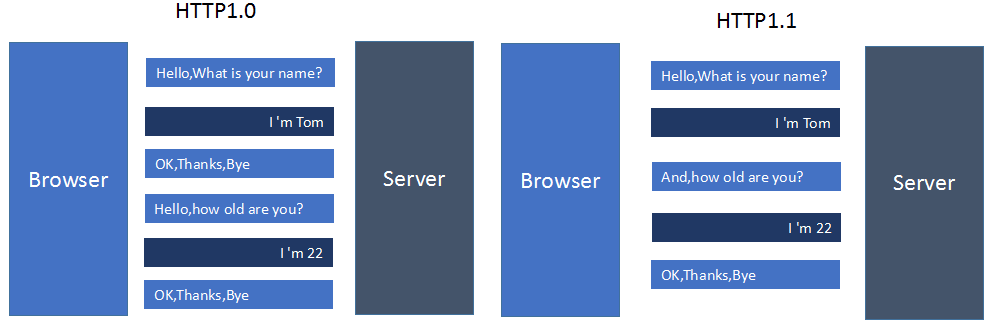 HTTP1.0
Browser
Hello,What is your name?
I 'm Tom
OK,Thanks,Bye
Hello,how old are you?
I 'm 22
OK,Thanks,Bye
Server
HTTP1.1
Browser
Hello,What is your name?
I 'm Tom
And,how old are you?
I 'm 22
OK,Thanks,Bye
Server